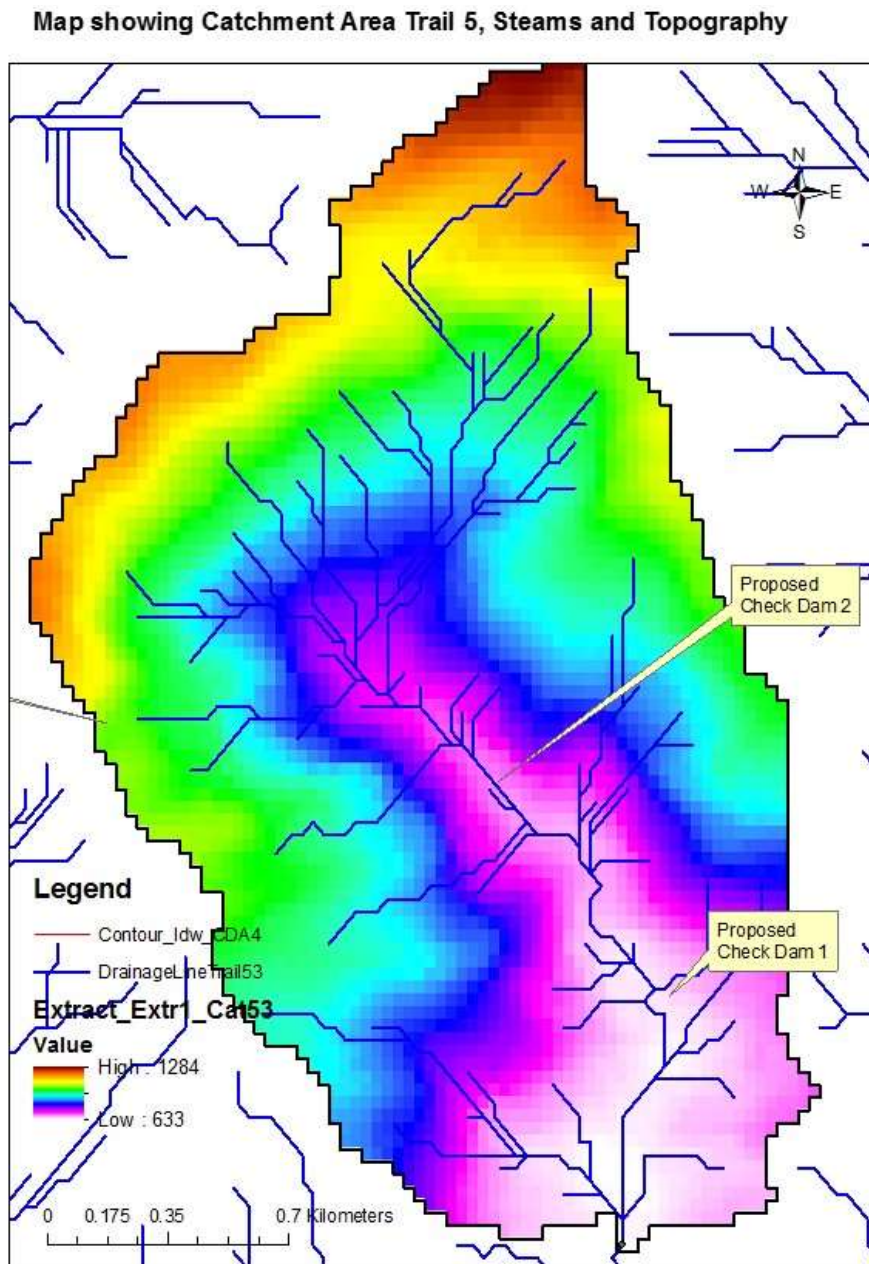 Map showing Catchment Area Trail 5, Steams and Topography
N
W E
S
Proposed
Check Dam 2
Proposed
Check Dam 1
Legend
Contour_Idw_CDA4
DrainageLineTrail53
Extract_Extr1_Cat53
Value
High : 1284
Low : 633
0 0.175 0.35 0.7 Kilometers